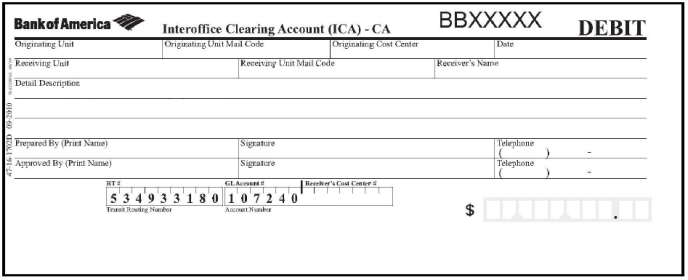 Bank of America Interoffice Clearing Account (ICA) - CA BBXXXXX DEBIT
Originating Unit Originating Unit Mail Code Originating Cost Center Date
Receiving Unit Receiving Unit Mail Code Receiver's Name
Detail Description
47-16-1702D 09-2010
Prepared By (Print Name) Signature Telephone
( ) -
Approved By (Print Name) Signature Telephone
( ) -
RT # GL Account # Receiver's Cost Center #
5 3 4 9 3 3 1 8 0 1 0 7 2 4 0
Transit Routing Number Account Number
$ .